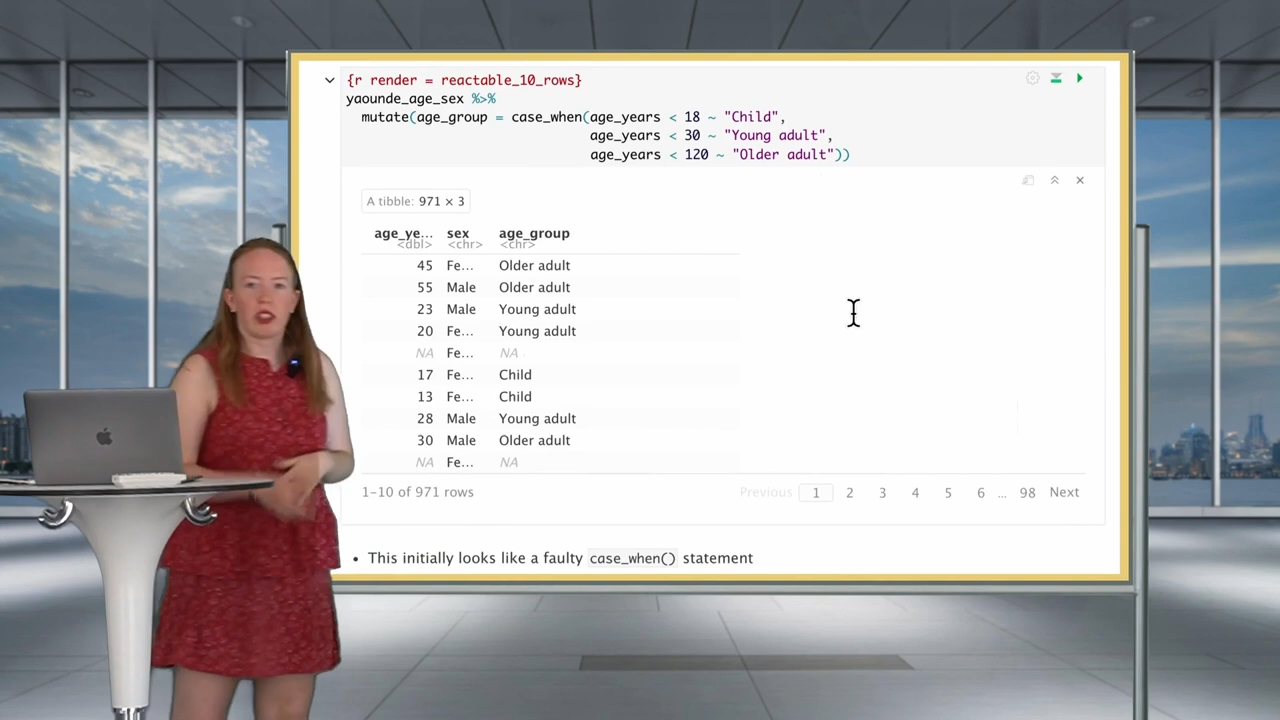 {r render = reactable_10_rows}
yaounde_age_sex %>%
mutate(age_group = case_when(age_years < 18 ~ "Child",
age_years < 30 ~ "Young adult",
age_years < 120 ~ "Older adult"))
A tibble: 971 × 3
age_ye... sex age_group
<dbl> <chr> <chr>
45 Fe... Older adult
55 Male Older adult
23 Male Young adult
20 Fe... Young adult
NA Fe... NA
17 Fe... Child
13 Fe... Child
28 Male Young adult
30 Male Older adult
NA Fe... NA
1-10 of 971 rows Previous 1 2 3 4 5 6 ... 98 Next
• This initially looks like a faulty case_when() statement